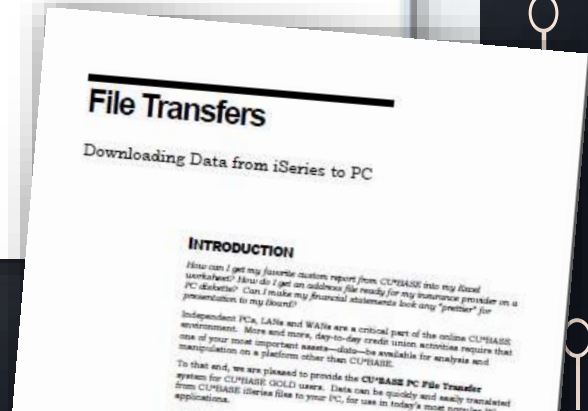 File Transfers
Downloading Data from iSeries to PC
INTRODUCTION
How can I get my favorite custom report from CU*BASE into my Excel
worksheet? How do I get an address file ready for my insurance provider on a
PC diskette? Can I make my financial statements look any "prettier" for
presentation to my Board?
Independent PCs, LANs and WANs are a critical part of the online CU*BASE
environment. More and more, day-to-day credit union activities require that
one of your most important assets—data—be available for analysis and
manipulation on a platform other than CU*BASE.
To that end, we are pleased to provide the CU*BASE PC File Transfer
system for CU*BASE GOLD users. Data can be quickly and easily translated
from CU*BASE iSeries files to your PC, for use in today's most
applications.